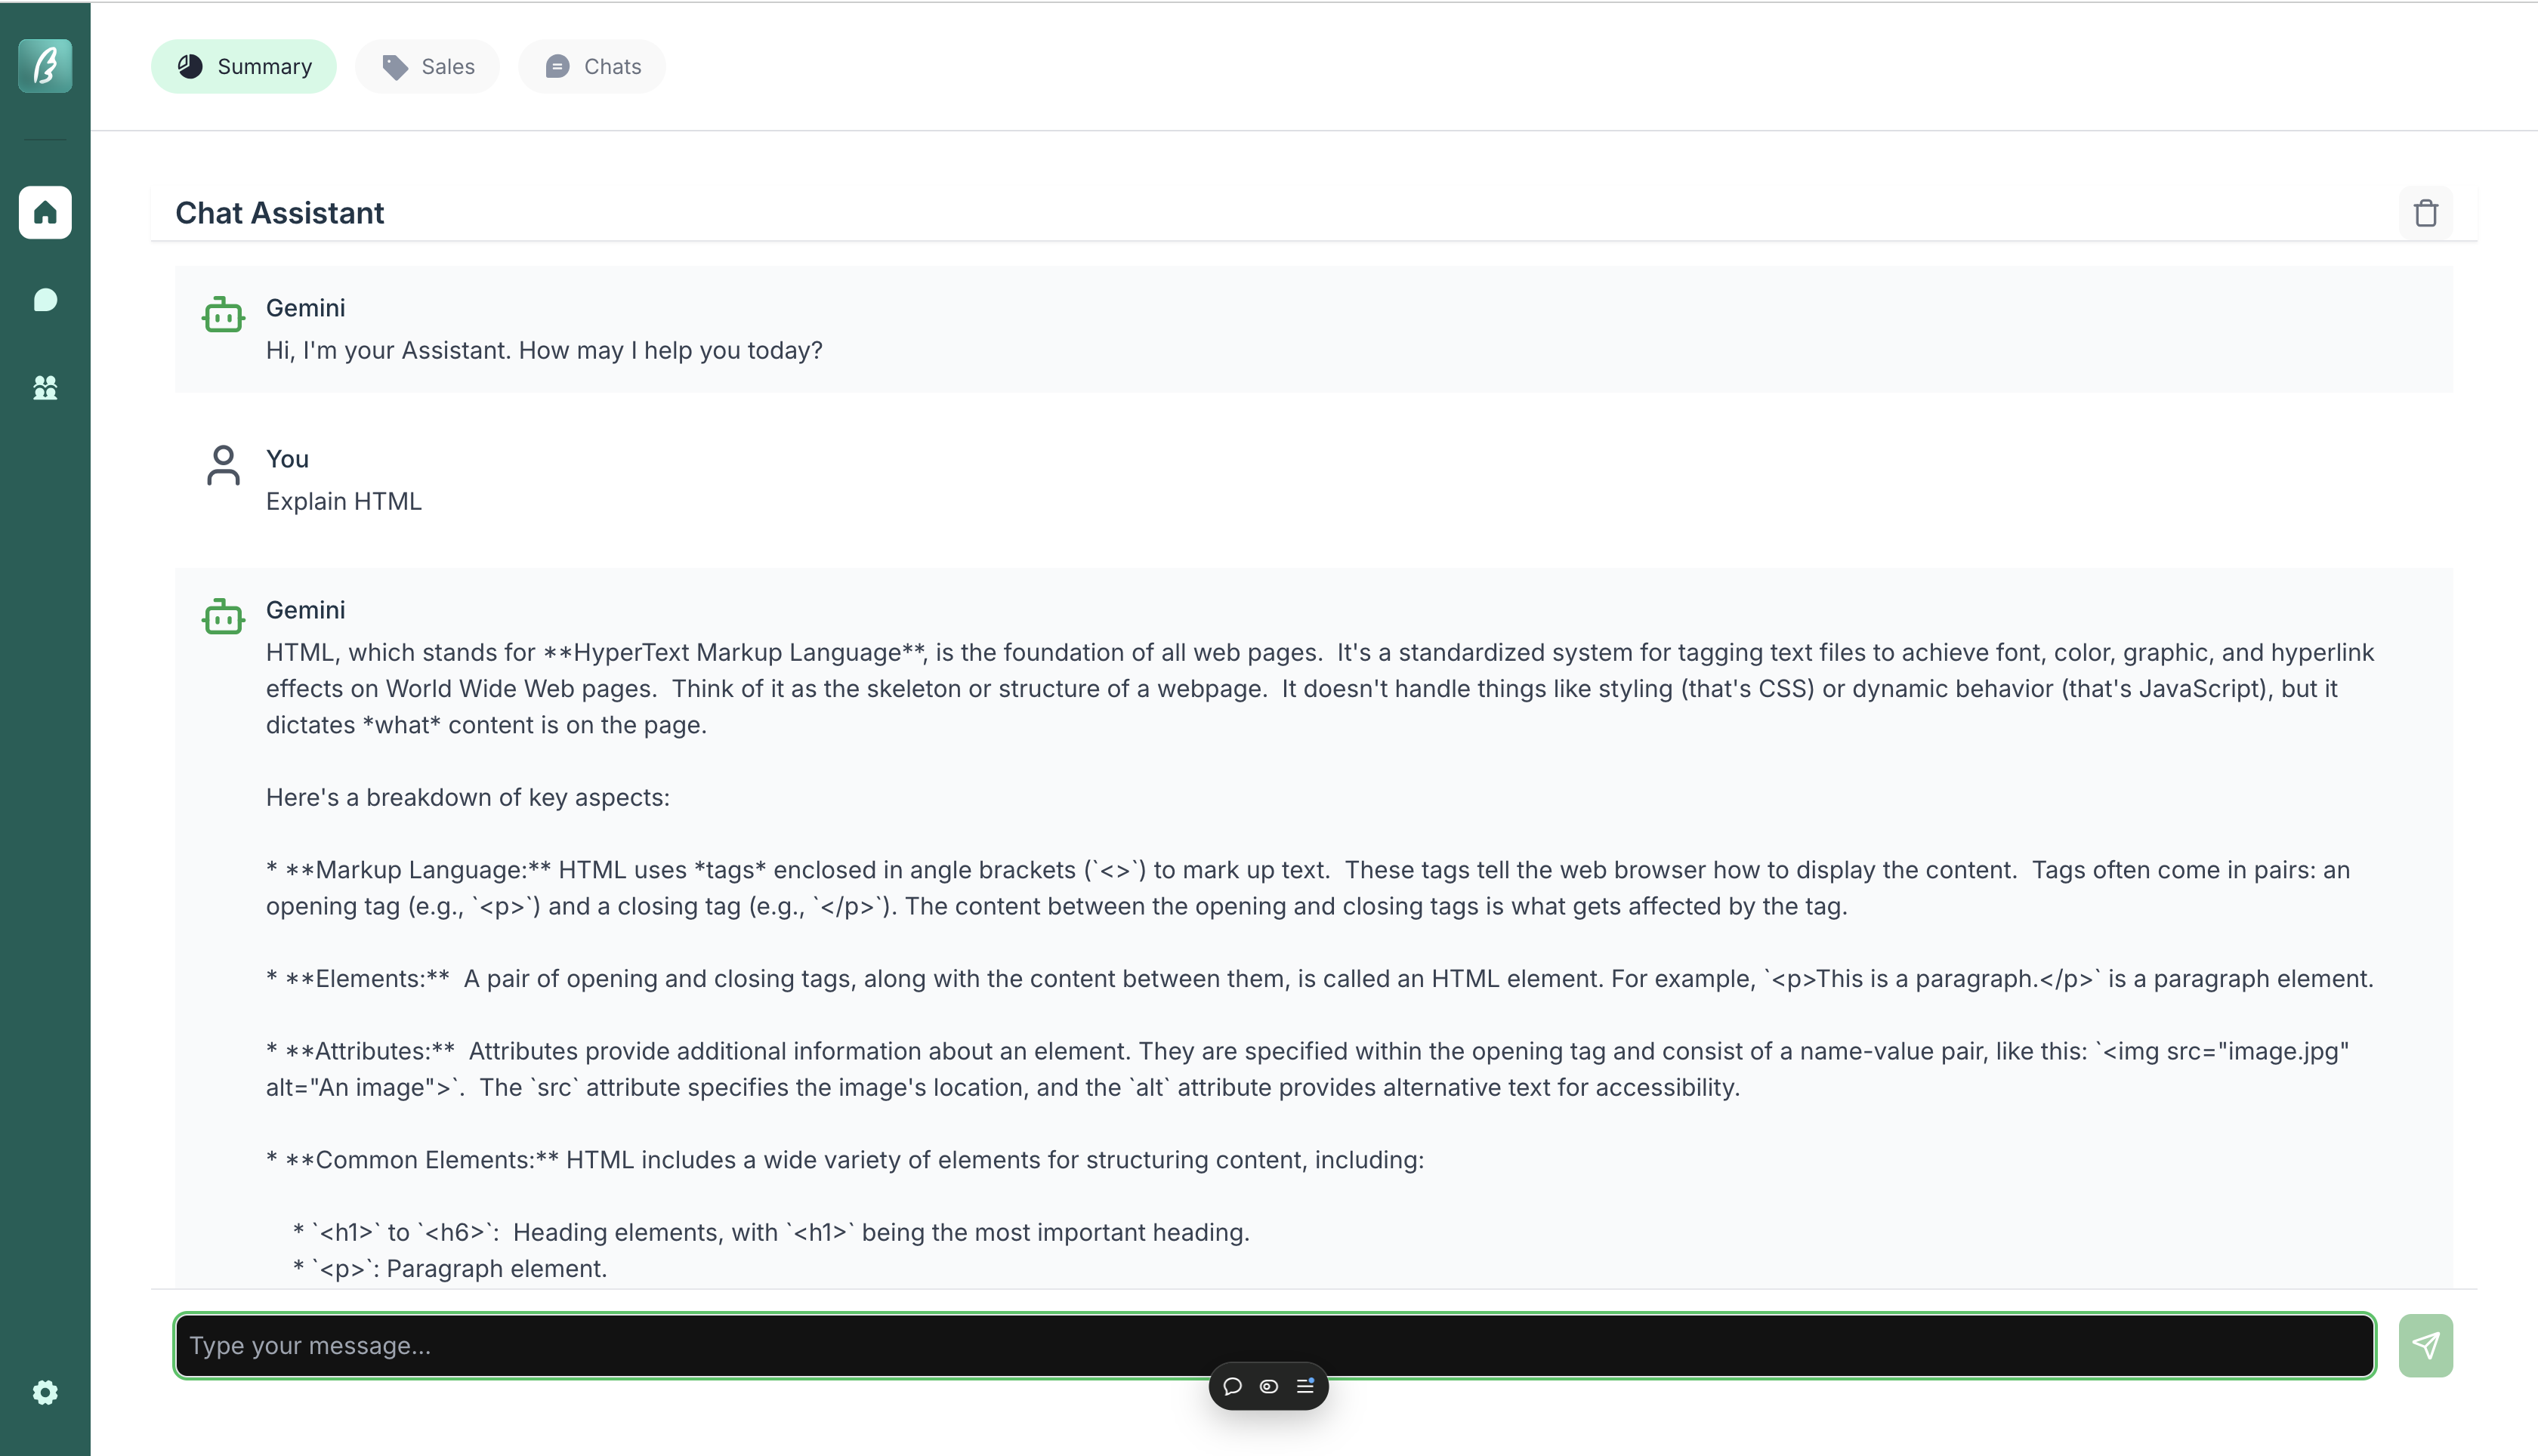 Summary
Sales
Chats
Chat Assistant
Gemini
Hi, I'm your Assistant. How may I help you today?
You
Explain HTML
Gemini
HTML, which stands for **HyperText Markup Language**, is the foundation of all web pages.  It's a standardized system for tagging text files to achieve font, color, graphic, and hyperlink
effects on World Wide Web pages.  Think of it as the skeleton or structure of a webpage.  It doesn't handle things like styling (that's CSS) or dynamic behavior (that's JavaScript), but it
dictates *what* content is on the page.
Here's a breakdown of key aspects:
* **Markup Language:** HTML uses *tags* enclosed in angle brackets (`<>`) to mark up text.  These tags tell the web browser how to display the content.  Tags often come in pairs: an
opening tag (e.g., `<p>`) and a closing tag (e.g., `</p>`). The content between the opening and closing tags is what gets affected by the tag.
* **Elements:**  A pair of opening and closing tags, along with the content between them, is called an HTML element. For example, `<p>This is a paragraph.</p>` is a paragraph element.
* **Attributes:**  Attributes provide additional information about an element. They are specified within the opening tag and consist of a name-value pair, like this: `<img src="image.jpg"
alt="An image">`.  The `src` attribute specifies the image's location, and the `alt` attribute provides alternative text for accessibility.
* **Common Elements:** HTML includes a wide variety of elements for structuring content, including:
* `<h1>` to `<h6>`:  Heading elements, with `<h1>` being the most important heading.
* `<p>`: Paragraph element.
Type your message...